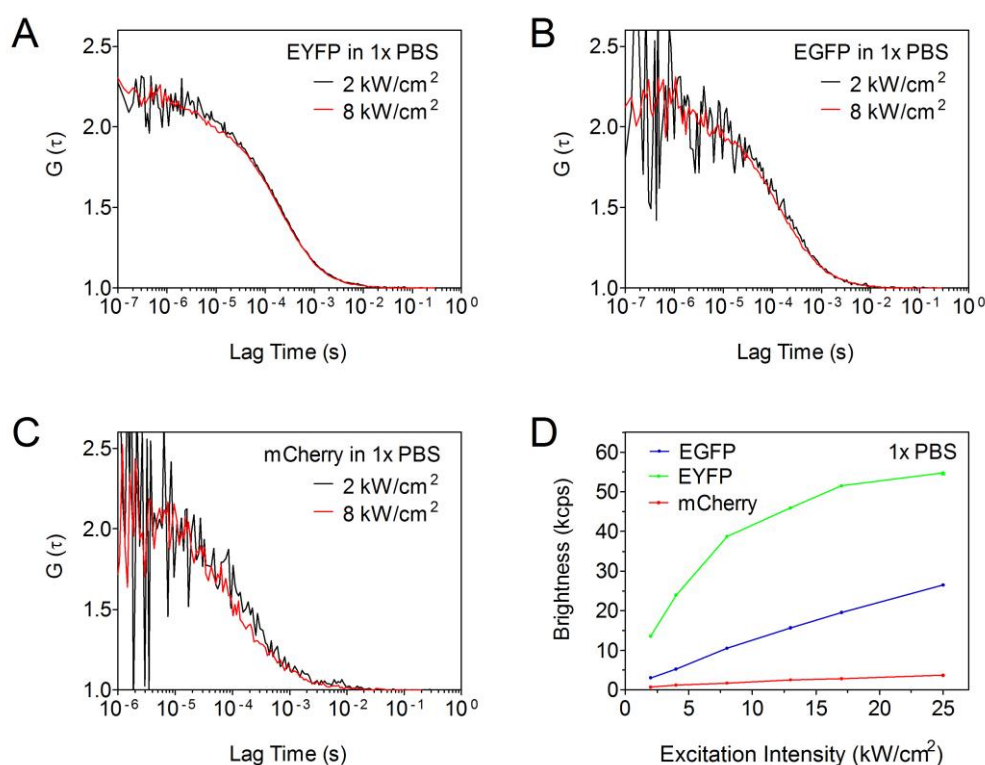 A
EYFP in 1x PBS
2 kW/cm²
8 kW/cm²
2.5
2.0
1.5
1.0
G (τ)
10⁻⁷ 10⁻⁶ 10⁻⁵ 10⁻⁴ 10⁻³ 10⁻² 10⁻¹ 10⁰
Lag Time (s)
B
EGFP in 1x PBS
2 kW/cm²
8 kW/cm²
2.5
2.0
1.5
1.0
G (τ)
10⁻⁷ 10⁻⁶ 10⁻⁵ 10⁻⁴ 10⁻³ 10⁻² 10⁻¹ 10⁰
Lag Time (s)
C
mCherry in 1x PBS
2 kW/cm²
8 kW/cm²
2.5
2.0
1.5
1.0
G (τ)
10⁻⁶ 10⁻⁵ 10⁻⁴ 10⁻³ 10⁻² 10⁻¹ 10⁰
Lag Time (s)
D
1x PBS
EGFP
EYFP
mCherry
60
50
40
30
20
10
0
Brightness (kcps)
0 5 10 15 20 25
Excitation Intensity (kW/cm²)